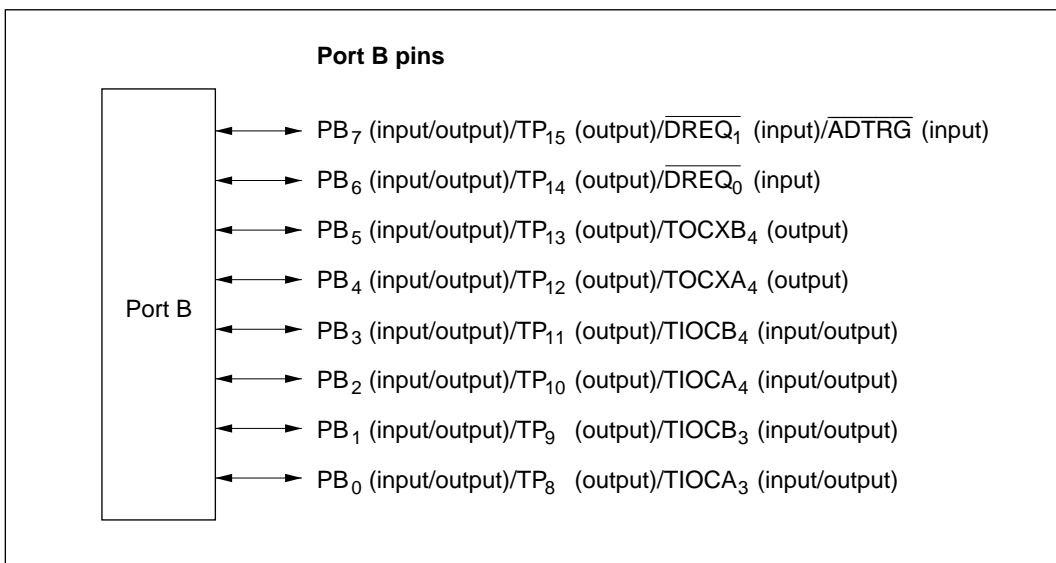 Port B pins
PB₇ (input/output)/TP₁₅ (output)/D̅R̅E̅Q̅₁̅ (input)/A̅D̅T̅R̅G̅ (input)
PB₆ (input/output)/TP₁₄ (output)/D̅R̅E̅Q̅₀̅ (input)
PB₅ (input/output)/TP₁₃ (output)/TOCXB₄ (output)
PB₄ (input/output)/TP₁₂ (output)/TOCXA₄ (output)
Port B
PB₃ (input/output)/TP₁₁ (output)/TIOCB₄ (input/output)
PB₂ (input/output)/TP₁₀ (output)/TIOCA₄ (input/output)
PB₁ (input/output)/TP₉ (output)/TIOCB₃ (input/output)
PB₀ (input/output)/TP₈ (output)/TIOCA₃ (input/output)